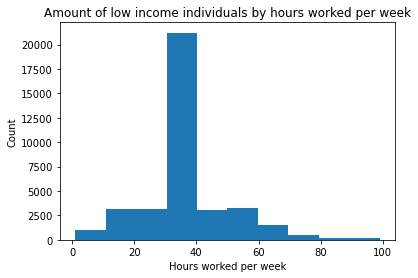 Amount of low income individuals by hours worked per week
20000
17500
15000
12500
10000
7500
5000
2500
0
Count
0 20 40 60 80 100
Hours worked per week